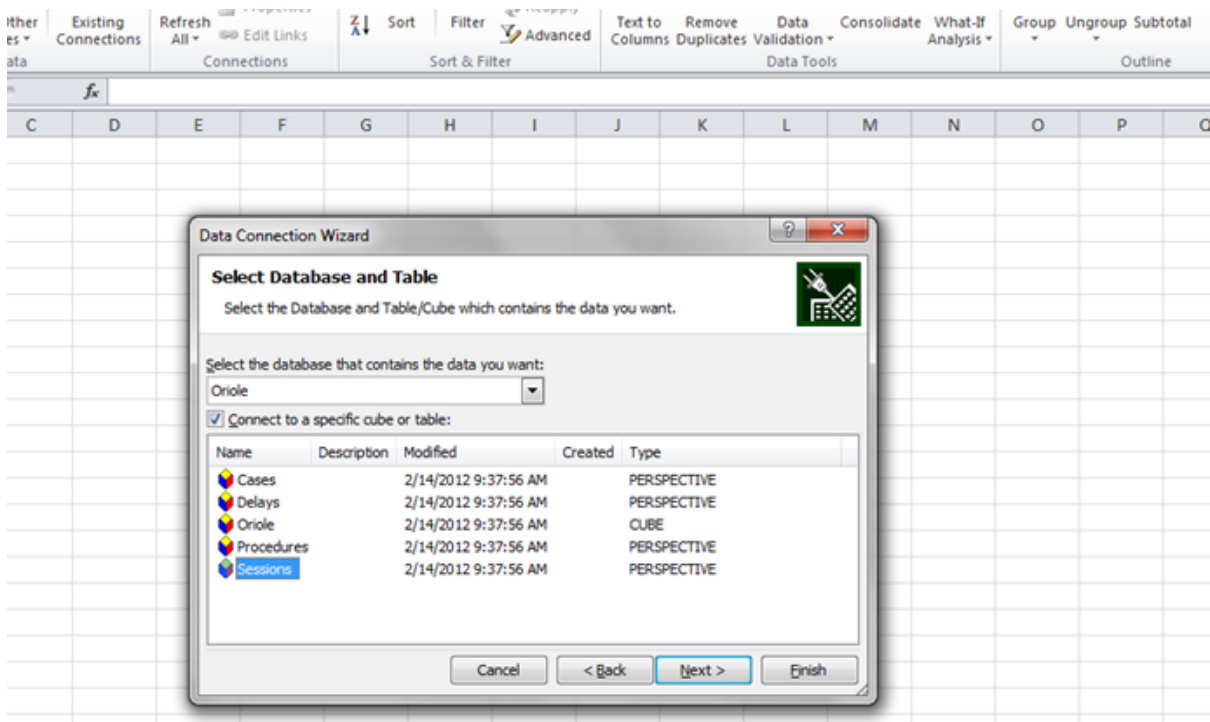 Existing Refresh Sort Filter Text to Remove Data Consolidate What-If Group Ungroup Subtotal
Connections All Edit Links Advanced Columns Duplicates Validation Analysis
Connections Sort & Filter Data Tools Outline
fx
C D E F G H I J K L M N O P
Data Connection Wizard
Select Database and Table
Select the Database and Table/Cube which contains the data you want.
Select the database that contains the data you want:
Oriole
Connect to a specific cube or table:
Name Description Modified Created Type
Cases 2/14/2012 9:37:56 AM PERSPECTIVE
Delays 2/14/2012 9:37:56 AM PERSPECTIVE
Oriole 2/14/2012 9:37:56 AM CUBE
Procedures 2/14/2012 9:37:56 AM PERSPECTIVE
Sessions 2/14/2012 9:37:56 AM PERSPECTIVE
Cancel < Back Next > Finish